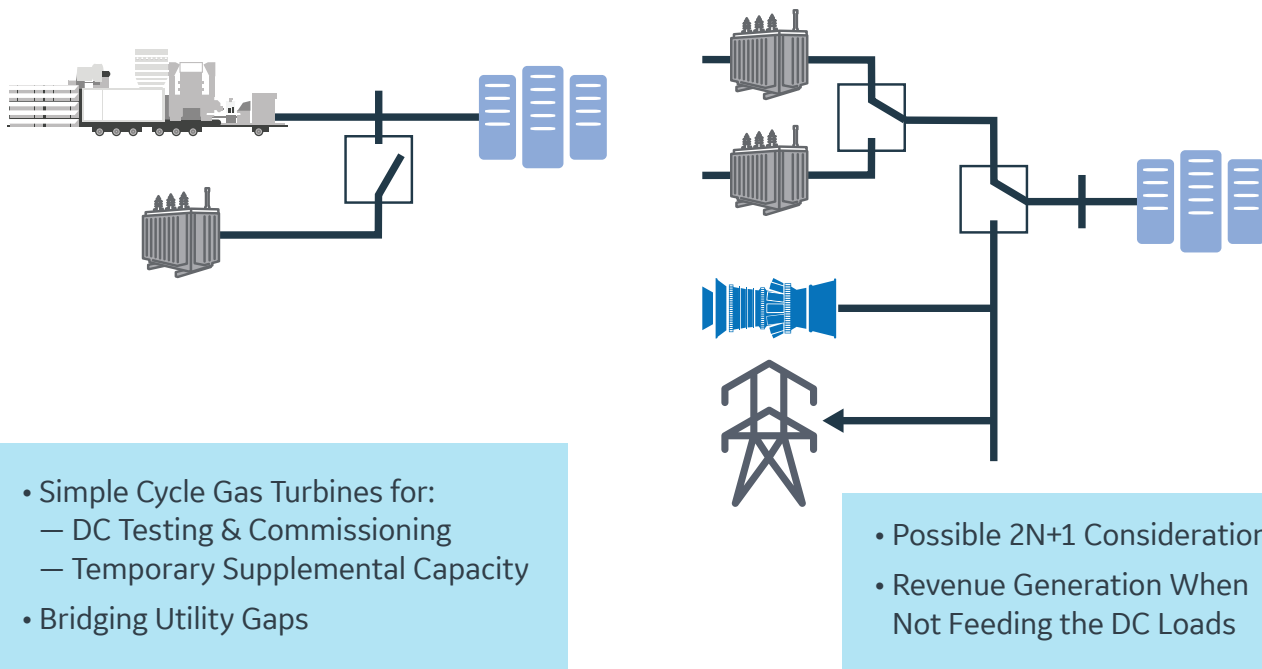 • Simple Cycle Gas Turbines for:
— DC Testing & Commissioning
— Temporary Supplemental Capacity
• Bridging Utility Gaps
• Possible 2N+1 Consideration
• Revenue Generation When
Not Feeding the DC Loads